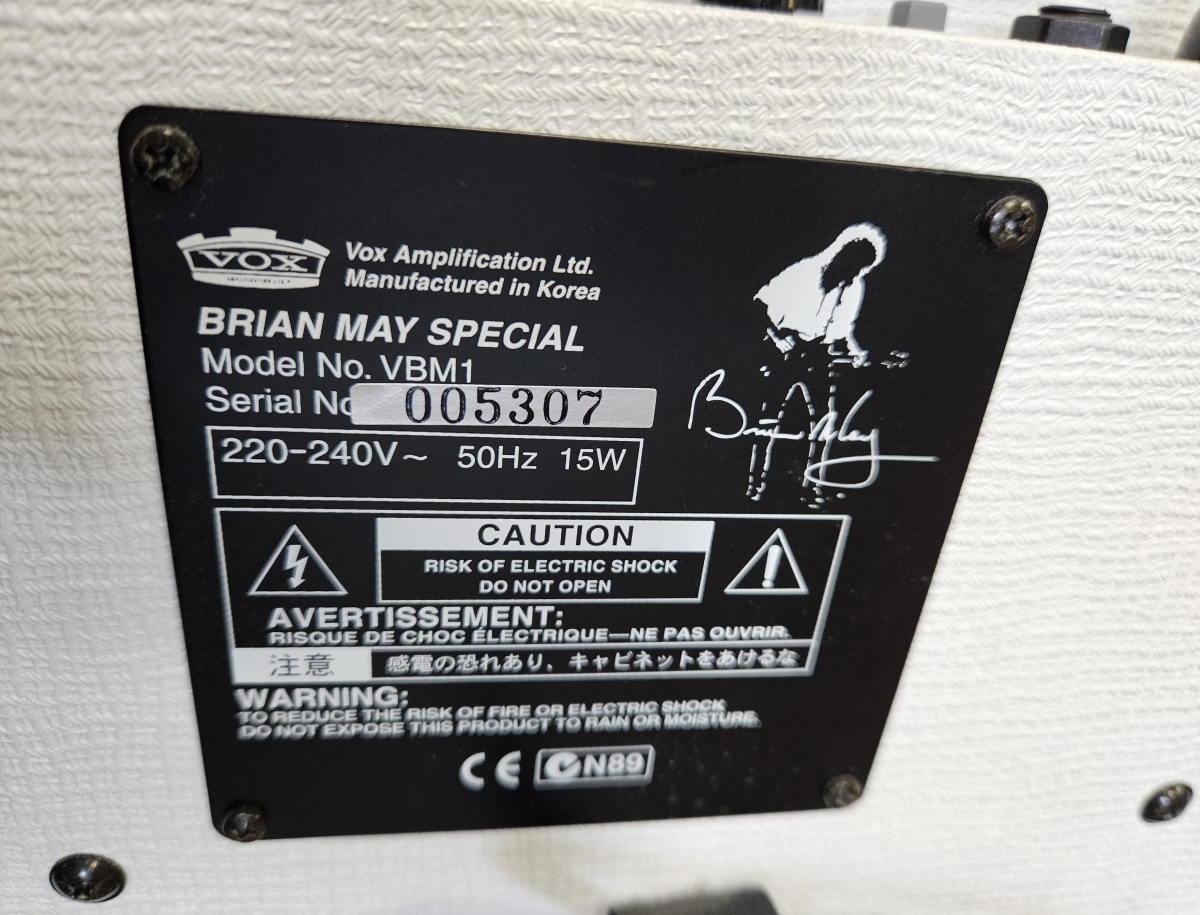 VOX
AMPLIFICATION LTD.
Vox Amplification Ltd.
Manufactured in Korea
BRIAN MAY SPECIAL
Model No. VBM1
Serial No
005307
220-240V~ 50Hz 15W
Brian May
CAUTION
RISK OF ELECTRIC SHOCK
DO NOT OPEN
AVERTISSEMENT:
RISQUE DE CHOC ÉLECTRIQUE—NE PAS OUVRIR.
注意
感電の恐れあり、キャビネットをあけるな
WARNING:
TO REDUCE THE RISK OF FIRE OR ELECTRIC SHOCK
DO NOT EXPOSE THIS PRODUCT TO RAIN OR MOISTURE.
CE N89